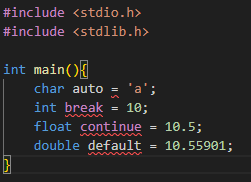 #include <stdio.h>
#include <stdlib.h>

int main(){
    char auto = 'a';
    int break = 10;
    float continue = 10.5;
    double default = 10.55901;
}